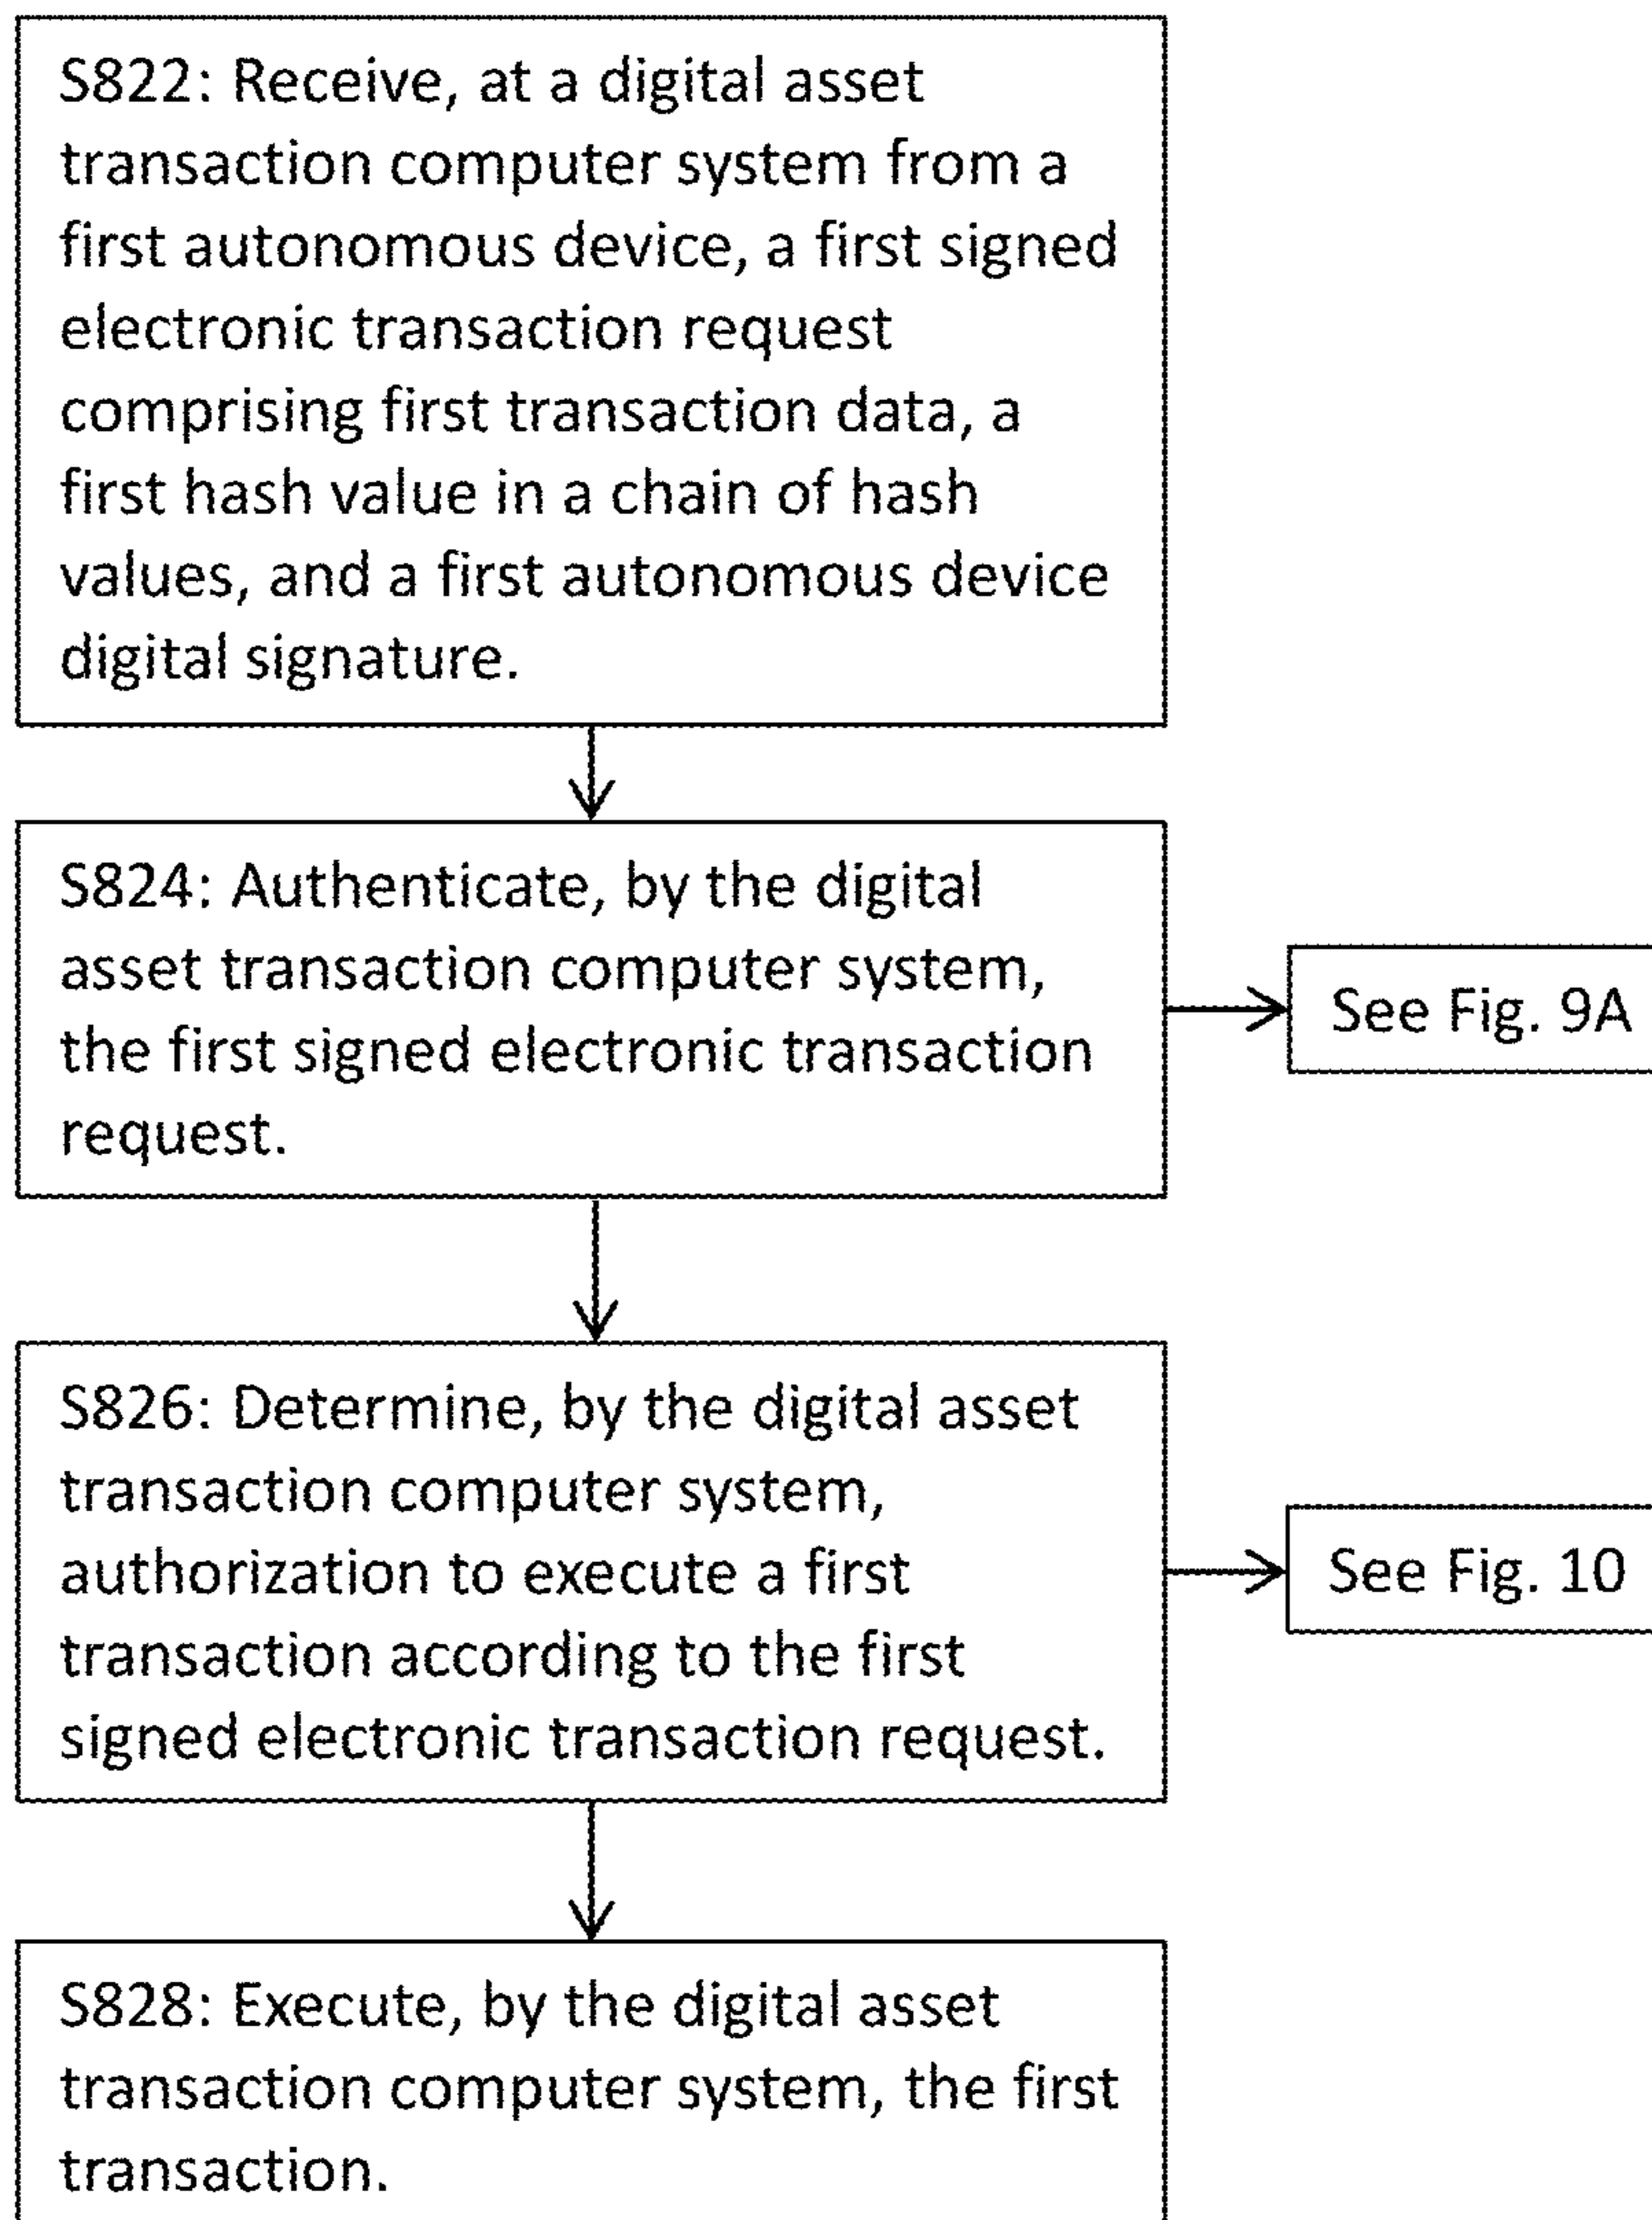 S822: Receive, at a digital asset
transaction computer system from a
first autonomous device, a first signed
electronic transaction request
comprising first transaction data, a
first hash value in a chain of hash
values, and a first autonomous device
digital signature.
S824: Authenticate, by the digital
asset transaction computer system,
the first signed electronic transaction
request.
See Fig. 9A
S826: Determine, by the digital asset
transaction computer system,
authorization to execute a first
transaction according to the first
signed electronic transaction request.
See Fig. 10
S828: Execute, by the digital asset
transaction computer system, the first
transaction.